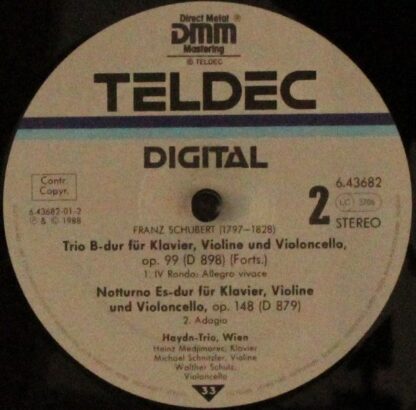 Direct Metal
DMM
Mastering
® TELDEC
TELDEC
DIGITAL
Contr.
Copyr.
6.43682-01-2
℗ & © 1988
2
6.43682
LC 3706
STEREO
FRANZ SCHUBERT (1797–1828)
Trio B-dur für Klavier, Violine und Violoncello,
op. 99 (D 898) (Forts.)
1. IV Rondo: Allegro vivace
Notturno Es-dur für Klavier, Violine
und Violoncello, op. 148 (D 879)
2. Adagio
Haydn-Trio, Wien
Heinz Medjimorec, Klavier
Michael Schnitzler, Violine
Walther Schulz,
Violoncello
33